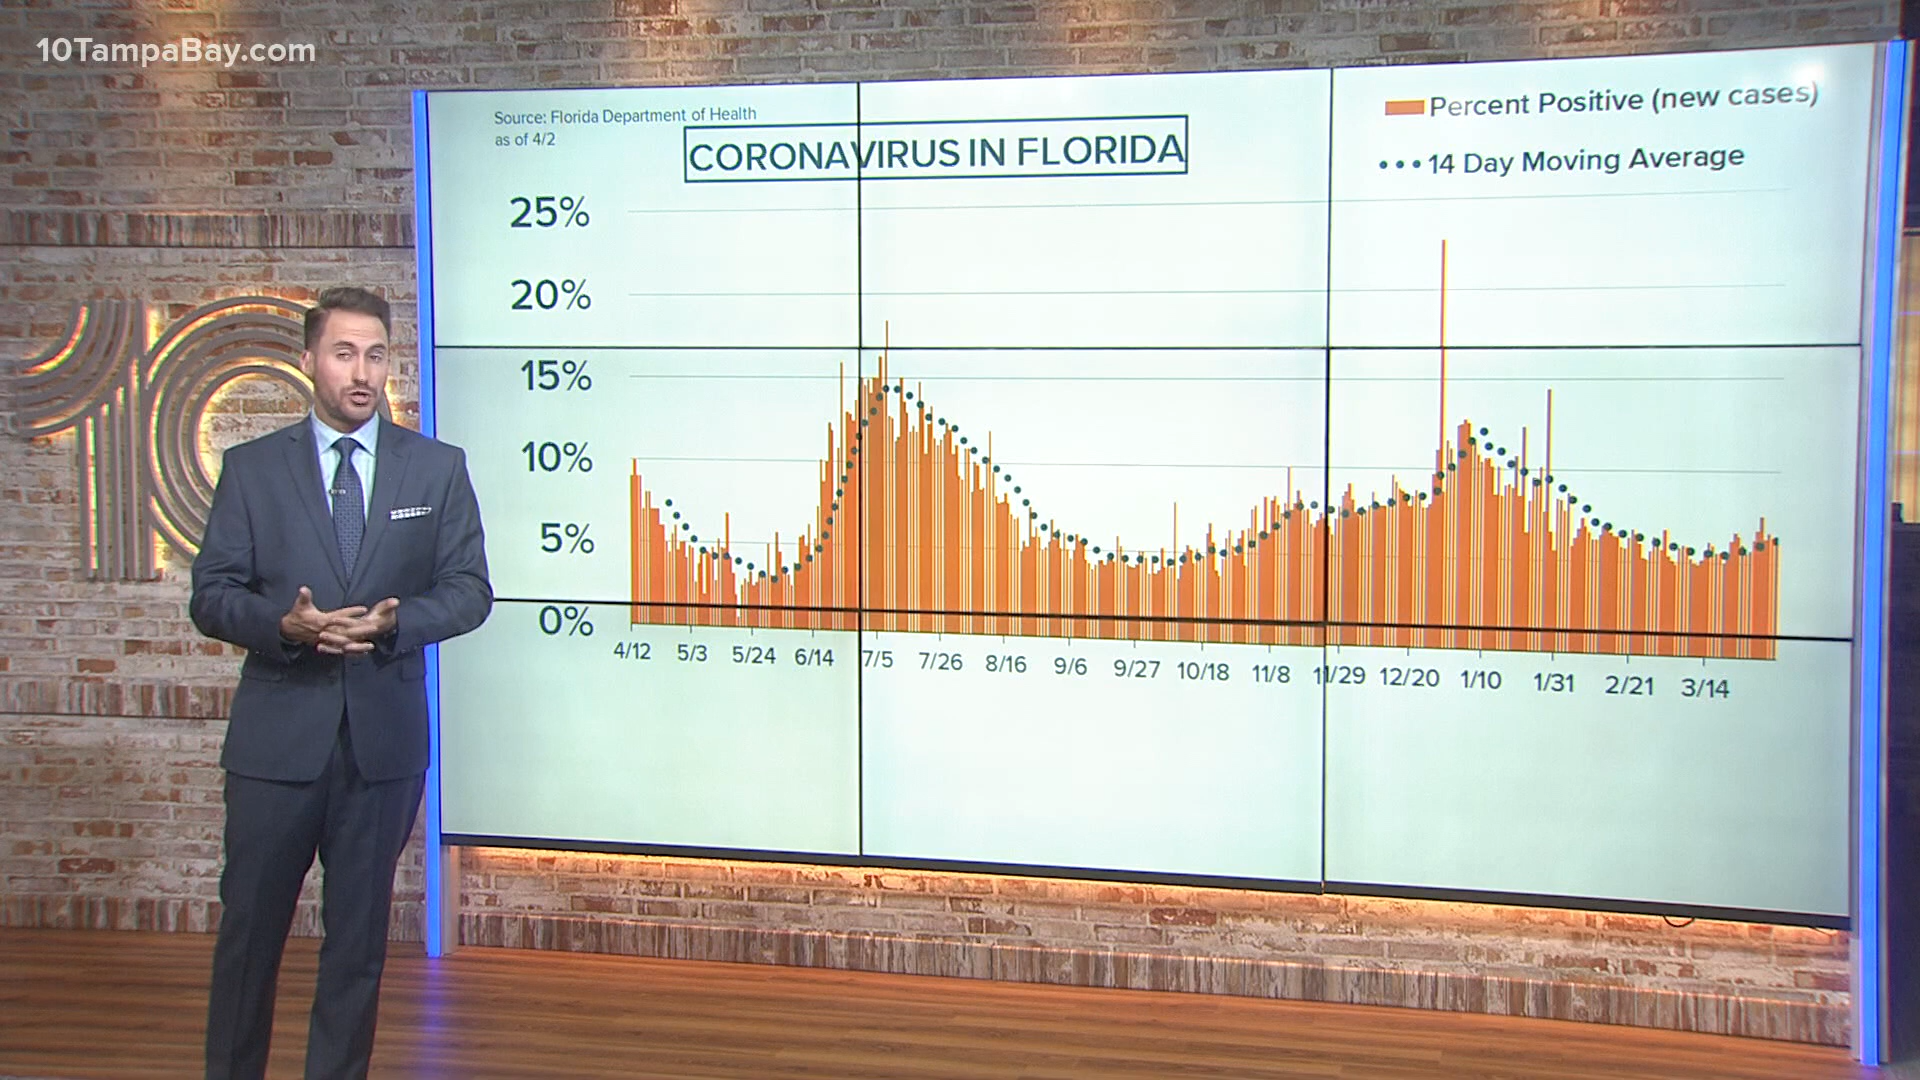 10TampaBay.com
Source: Florida Department of Health
as of 4/2
CORONAVIRUS IN FLORIDA
Percent Positive (new cases)
14 Day Moving Average
25%
20%
15%
10%
5%
0%
4/12 5/3 5/24 6/14 7/5 7/26 8/16 9/6 9/27 10/18 11/8 11/29 12/20 1/10 1/31 2/21 3/14
10